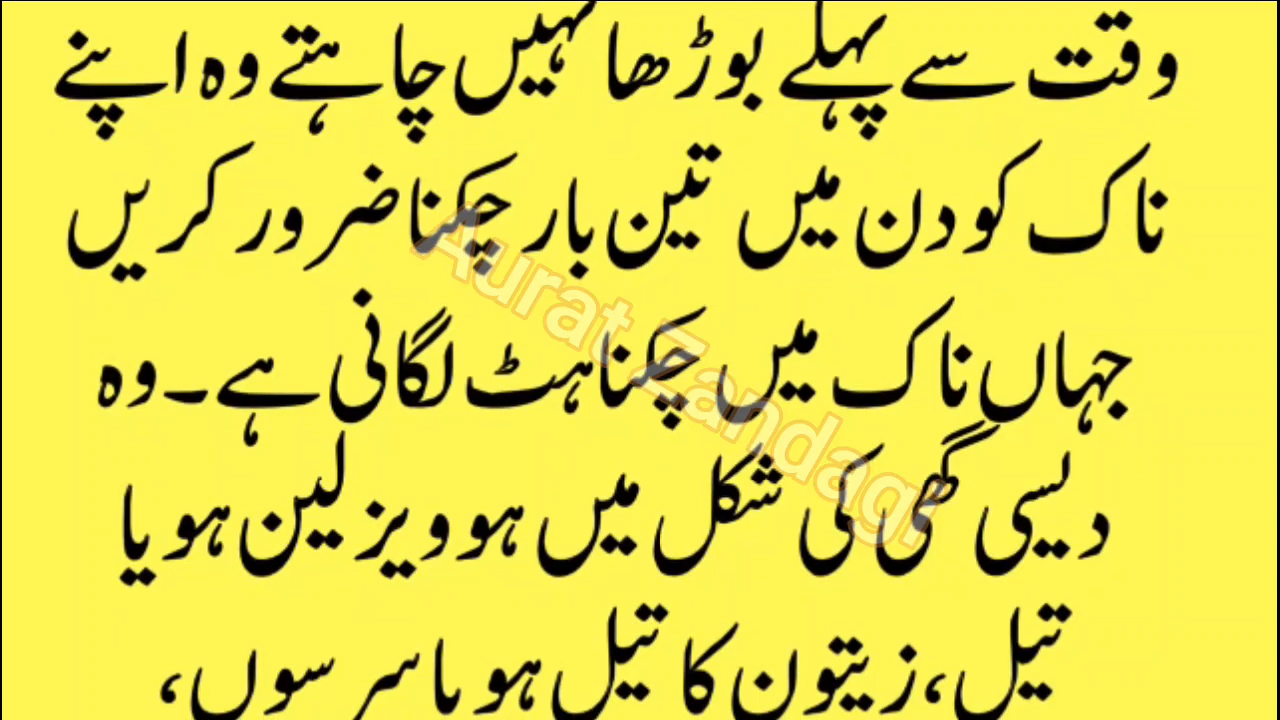 وقت سے پہلے بوڑھا نہیں چاہتے وہ اپنے
ناک کو دن میں تین بار چکنا ضرور کریں
جہاں ناک میں چکناہٹ لگانی ہے۔ وہ
دیسی گھی کی شکل میں ہو ویزلین ہو یا
تیل، زیتون کا تیل ہو یا سرسوں،
Aurat Zandagi